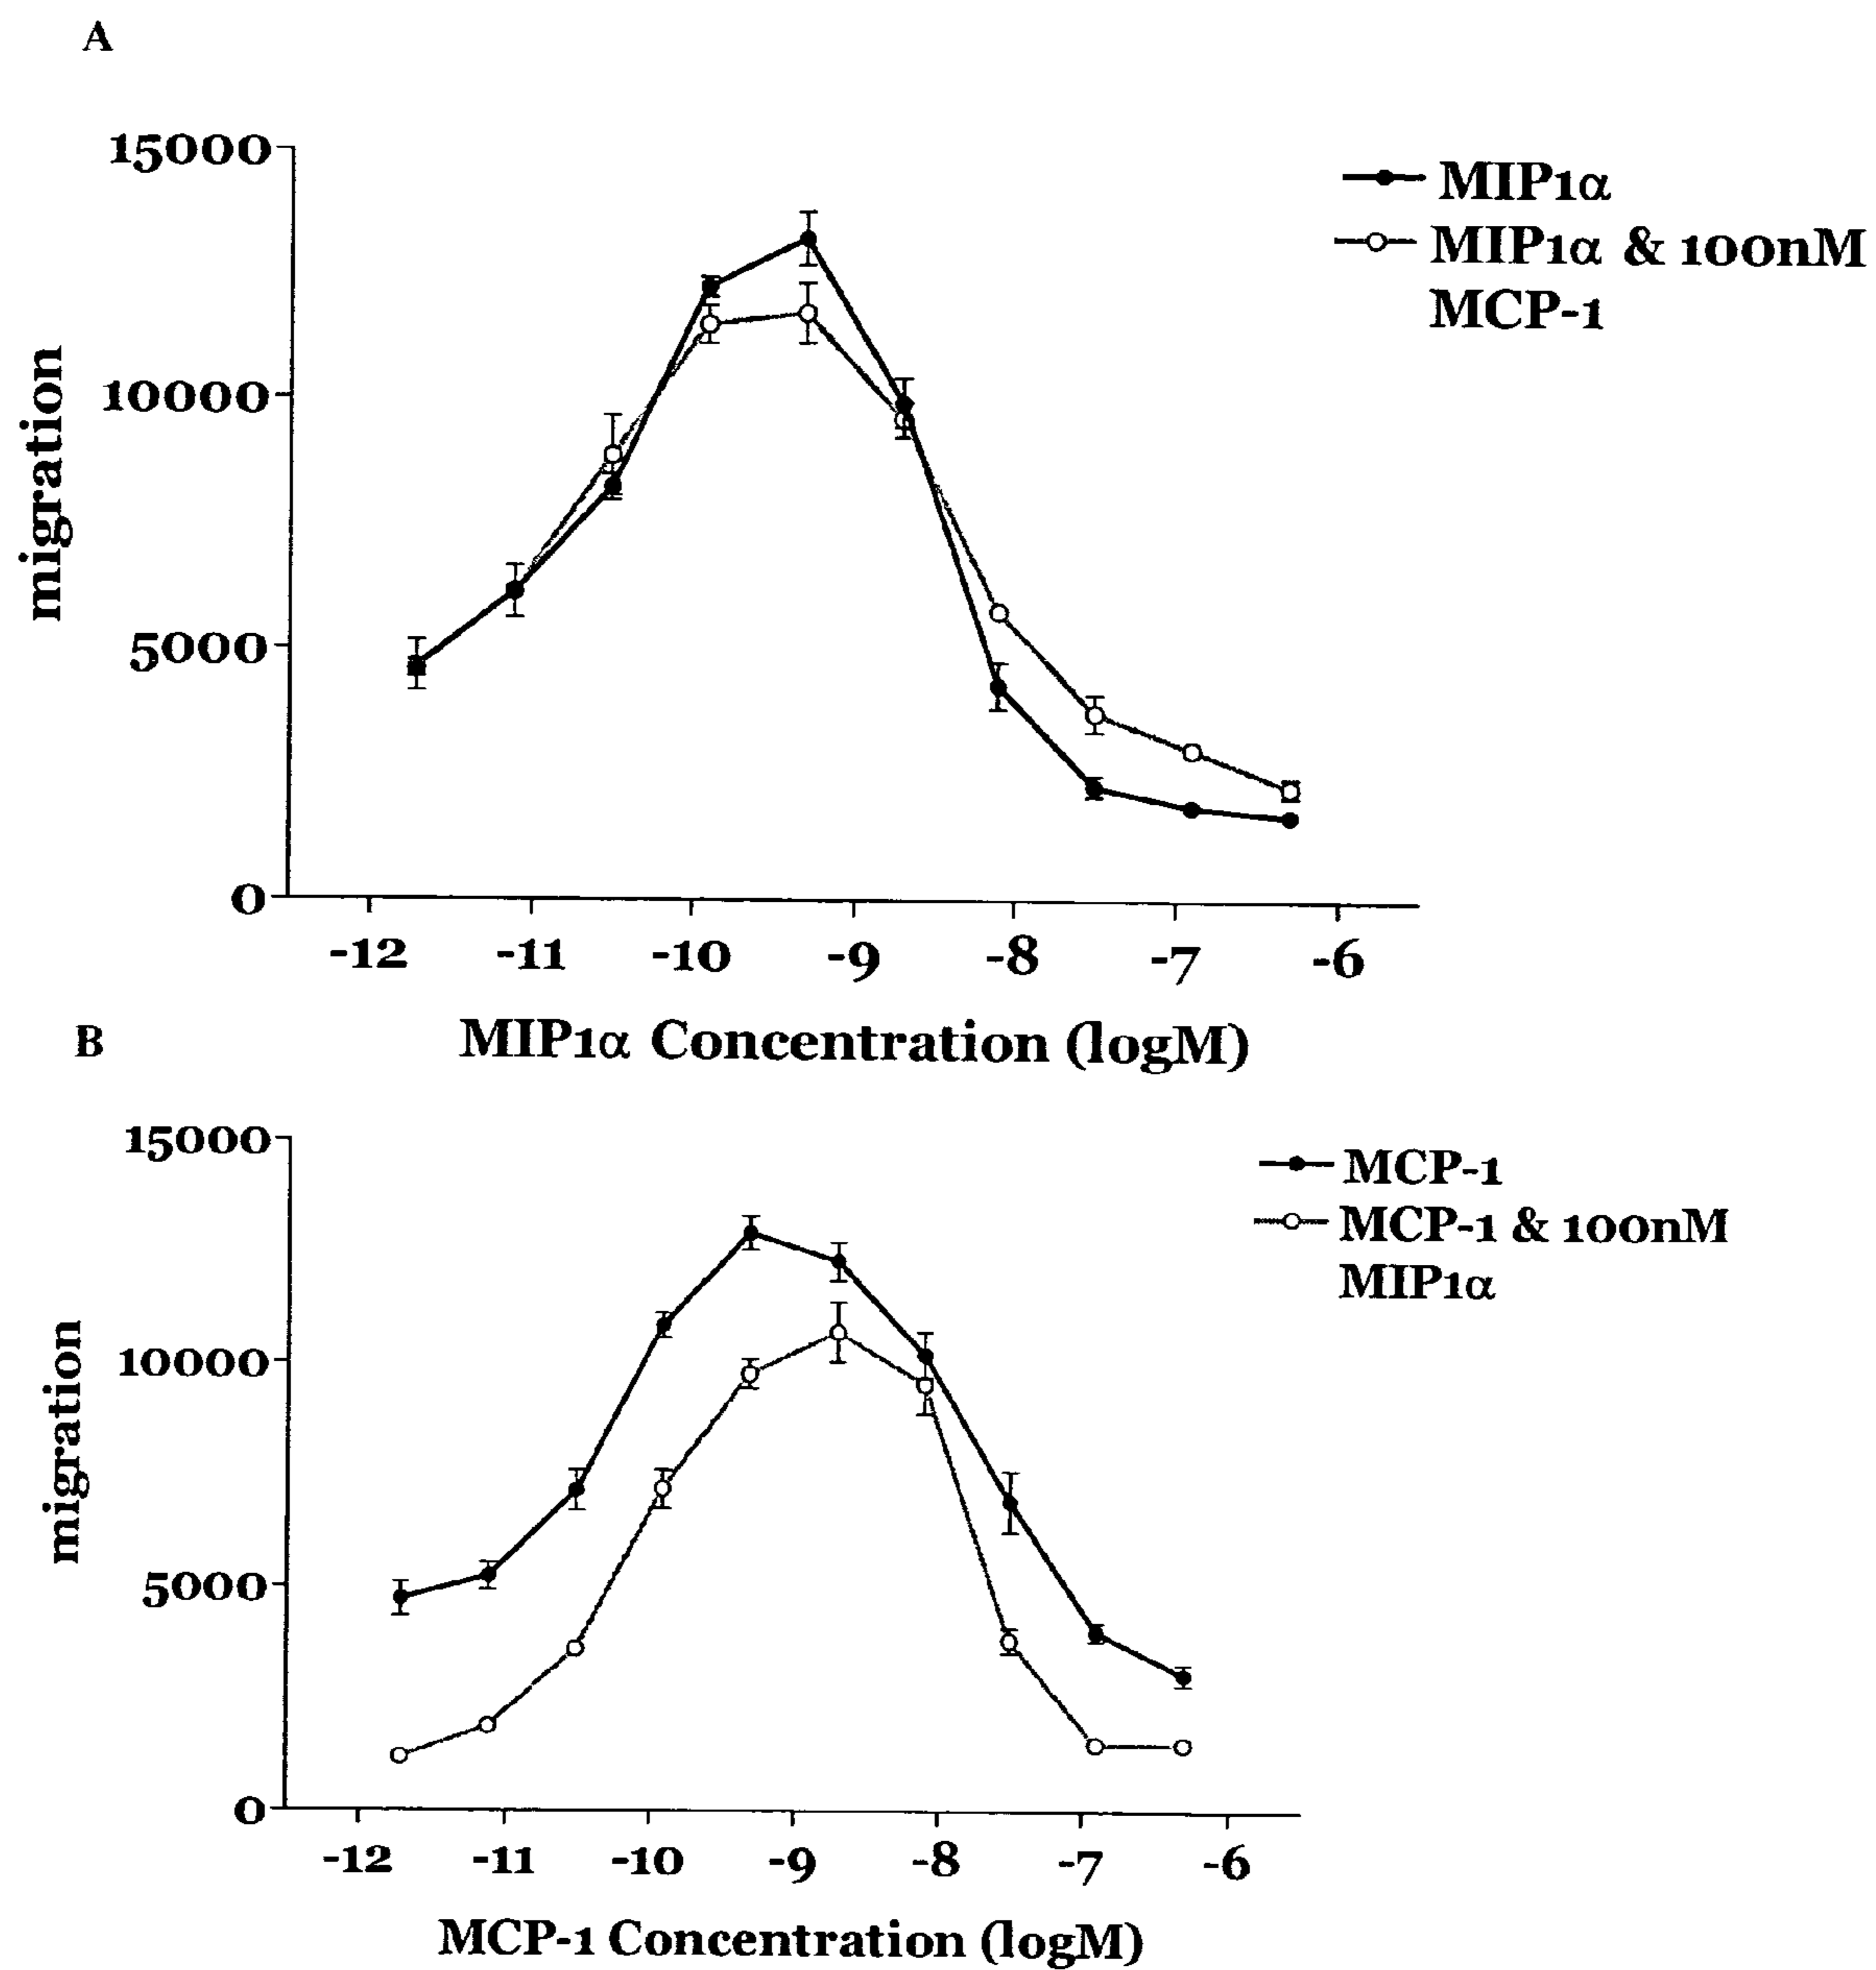 A
15000
10000
5000
0
migration
MIP1α
MIP1α & 100nM
MCP-1
-12 -11 -10 -9 -8 -7 -6
MIP1α Concentration (logM)
B
15000
10000
5000
0
migration
MCP-1
MCP-1 & 100nM
MIP1α
-12 -11 -10 -9 -8 -7 -6
MCP-1 Concentration (logM)